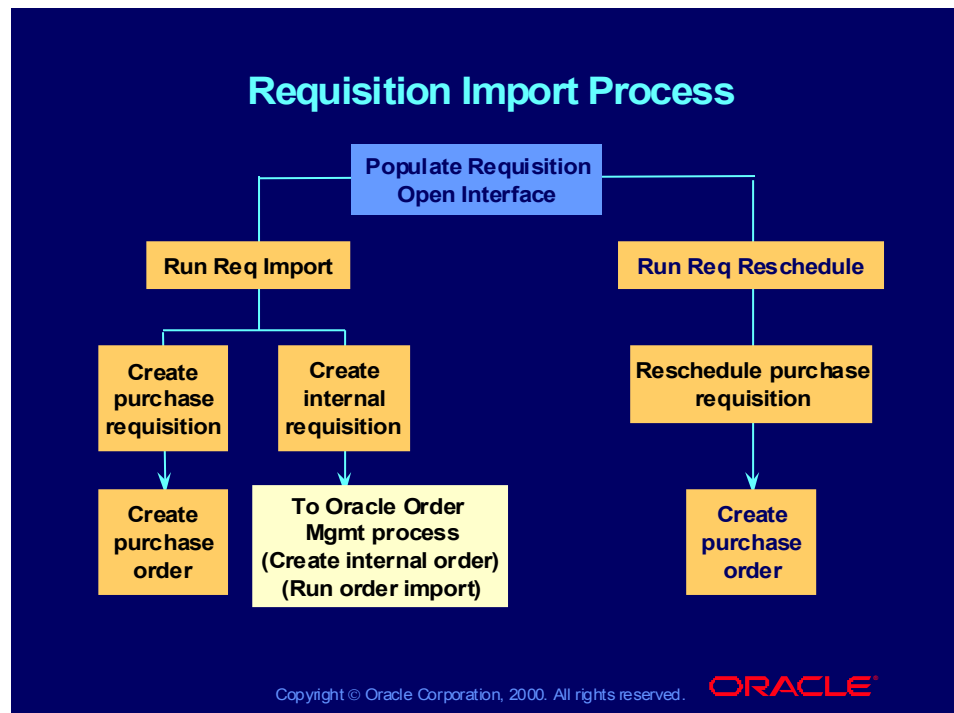 Requisition Import Process
Populate Requisition
Open Interface
Run Req Import
Run Req Reschedule
Create
purchase
requisition
Create
internal
requisition
Reschedule purchase
requisition
Create
purchase
order
To Oracle Order
Mgmt process
(Create internal order)
(Run order import)
Create
purchase
order
Copyright © Oracle Corporation, 2000. All rights reserved.
ORACLE®